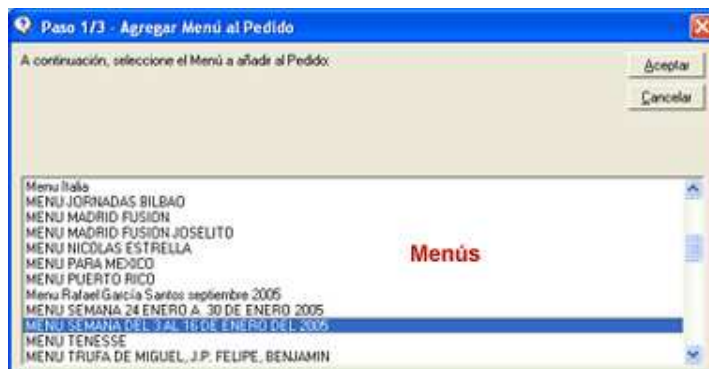 Paso 1/3 - Agregar Menú al Pedido
A continuación, seleccione el Menú a añadir al Pedido:
Aceptar
Cancelar
Menu Italia
MENU JORNADAS BILBAO
MENU MADRID FUSION
MENU MADRID FUSION JOSELITO
MENU NICOLAS ESTRELLA
MENU PARA MEXICO
MENU PUERTO RICO
Menu Rafael García Santos septiembre 2005
MENU SEMANA 24 ENERO A 30 DE ENERO 2005
MENU SEMANA DEL 3 AL 16 DE ENERO DEL 2005
MENU TENESSE
MENU TRUFA DE MIGUEL, J.P. FELIPE, BENJAMIN
Menús